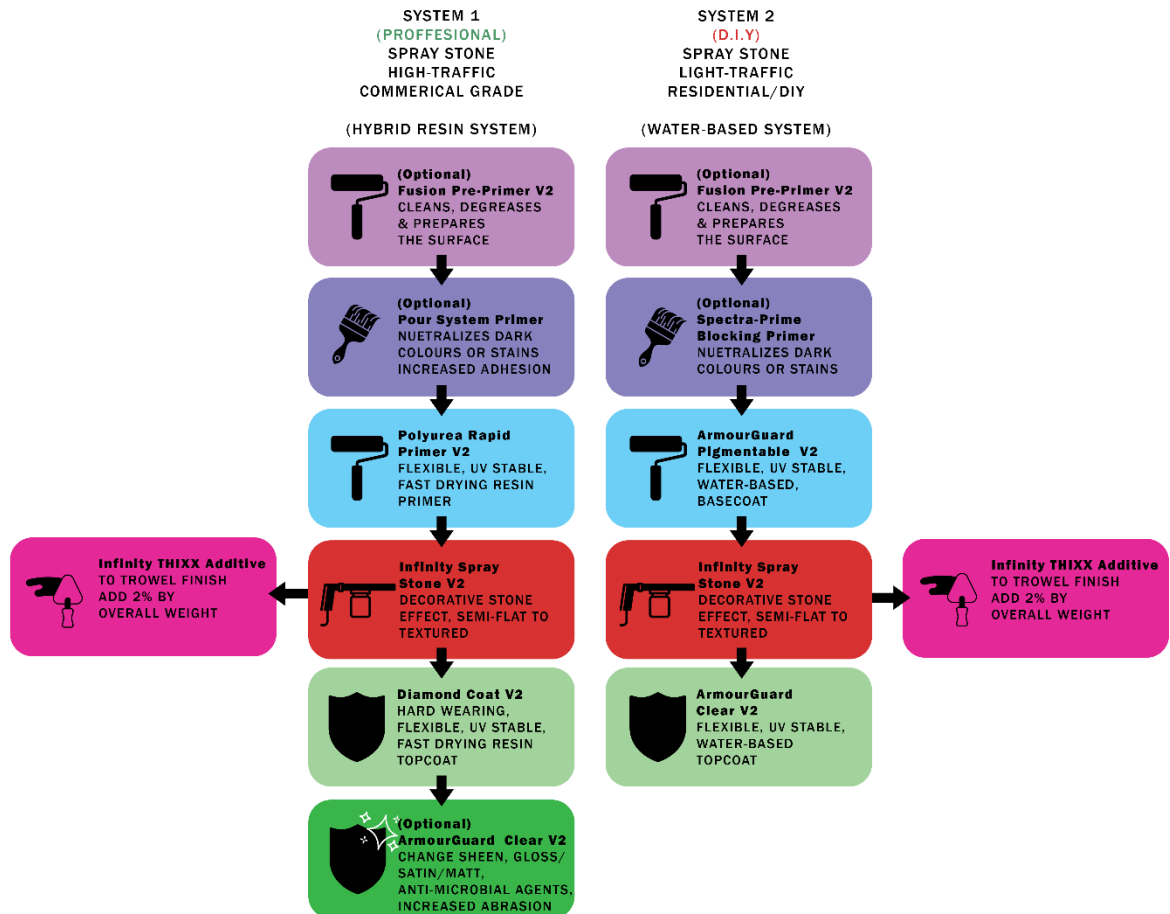 SYSTEM 1
(PROFFESIONAL)
SPRAY STONE
HIGH-TRAFFIC
COMMERICAL GRADE
(HYBRID RESIN SYSTEM)
(Optional)
Fusion Pre-Primer V2
CLEANS, DEGREASES
& PREPARES
THE SURFACE
(Optional)
Pour System Primer
NUETRALIZES DARK
COLOURS OR STAINS
INCREASED ADHESION
Polyurea Rapid
Primer V2
FLEXIBLE, UV STABLE,
FAST DRYING RESIN
PRIMER
Infinity THIXX Additive
TO TROWEL FINISH
ADD 2% BY
OVERALL WEIGHT
Infinity Spray
Stone V2
DECORATIVE STONE
EFFECT, SEMI-FLAT TO
TEXTURED
Diamond Coat V2
HARD WEARING,
FLEXIBLE, UV STABLE,
FAST DRYING RESIN
TOPCOAT
(Optional)
ArmourGuard Clear V2
CHANGE SHEEN, GLOSS/
SATIN/MATT,
ANTI-MICROBIAL AGENTS,
INCREASED ABRASION
SYSTEM 2
(D.I.Y)
SPRAY STONE
LIGHT-TRAFFIC
RESIDENTIAL/DIY
(WATER-BASED SYSTEM)
(Optional)
Fusion Pre-Primer V2
CLEANS, DEGREASES
& PREPARES
THE SURFACE
(Optional)
Spectra-Prime
Blocking Primer
NUETRALIZES DARK
COLOURS OR STAINS
ArmourGuard
Pigmentable V2
FLEXIBLE, UV STABLE,
WATER-BASED,
BASECOAT
Infinity Spray
Stone V2
DECORATIVE STONE
EFFECT, SEMI-FLAT TO
TEXTURED
Infinity THIXX Additive
TO TROWEL FINISH
ADD 2% BY
OVERALL WEIGHT
ArmourGuard
Clear V2
FLEXIBLE, UV STABLE,
WATER-BASED
TOPCOAT